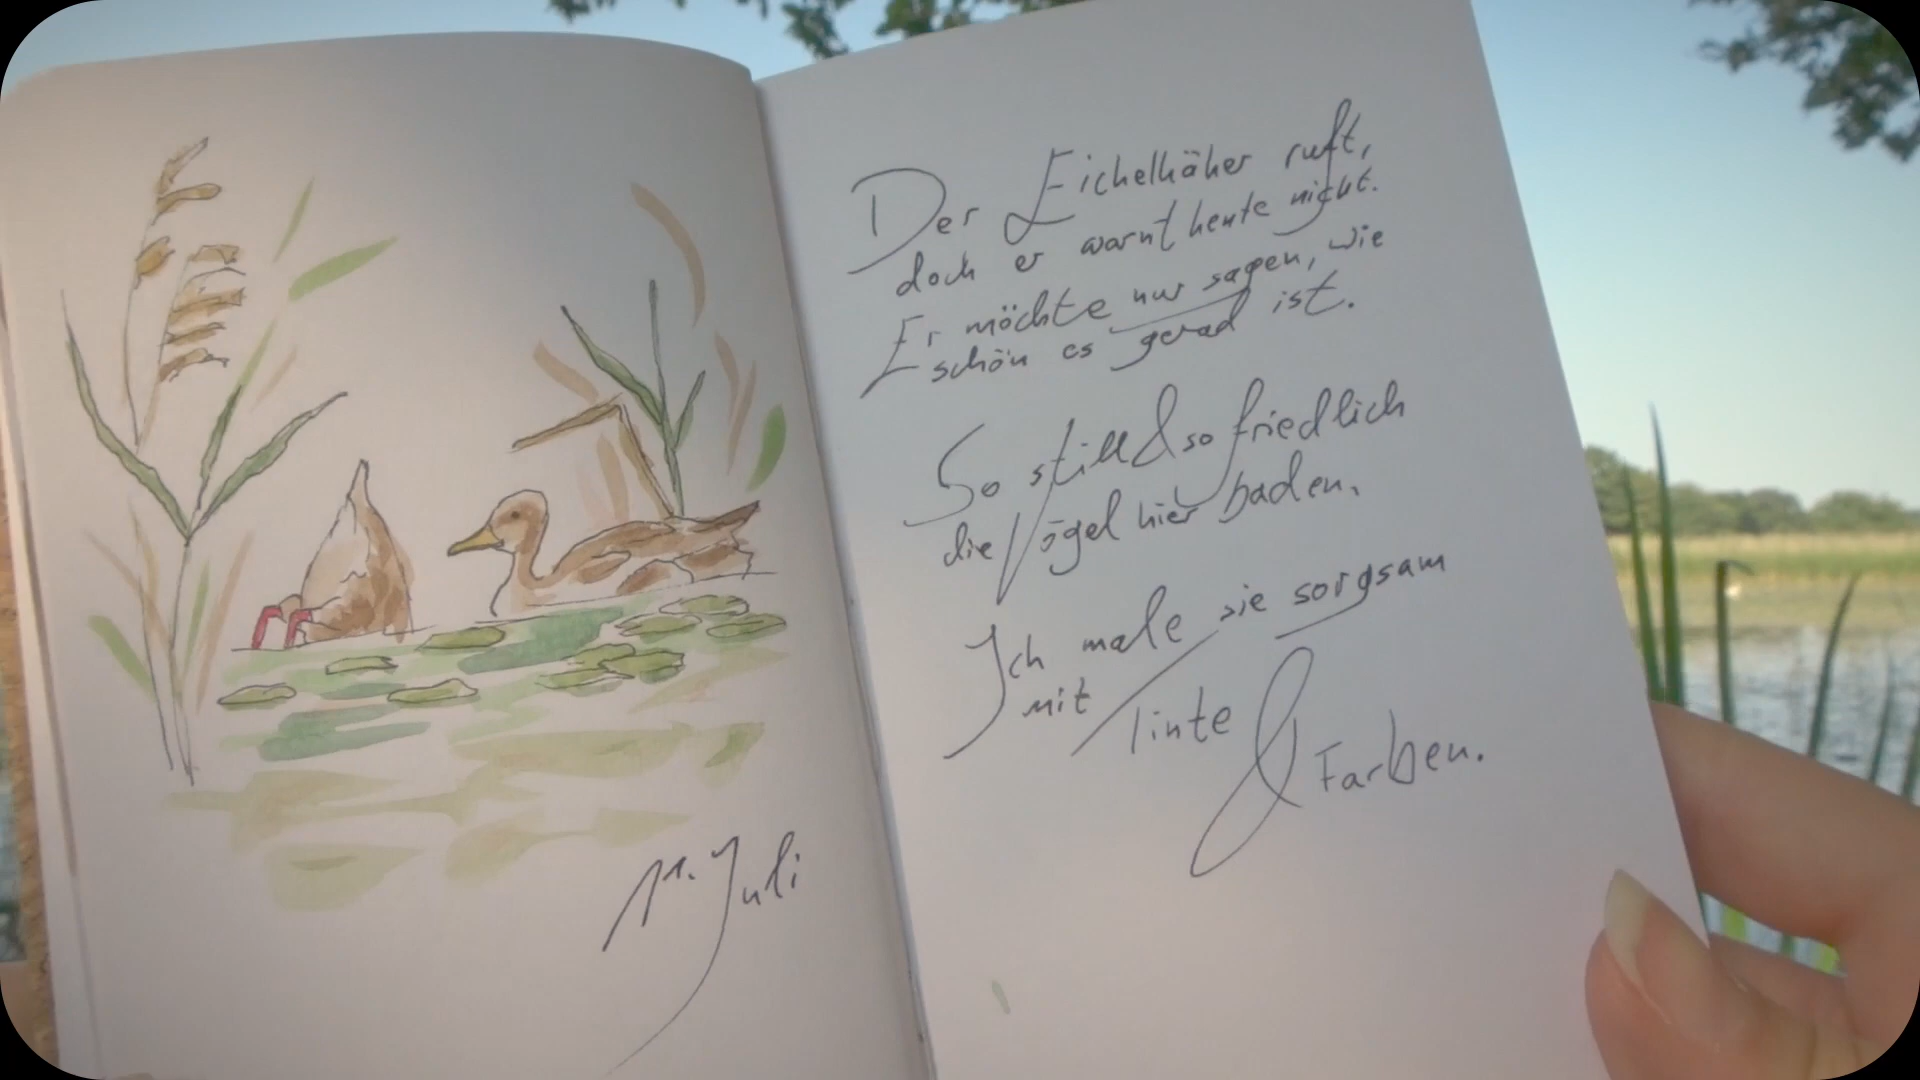 11. Juli
Der Eichelhäher ruft,
doch er warnt heute nicht.
Er möchte nur sagen, wie
schön es gerad ist.
So still & so friedlich
die Vögel hier baden.
Ich male sie sorgsam
mit Tinte & Farben.